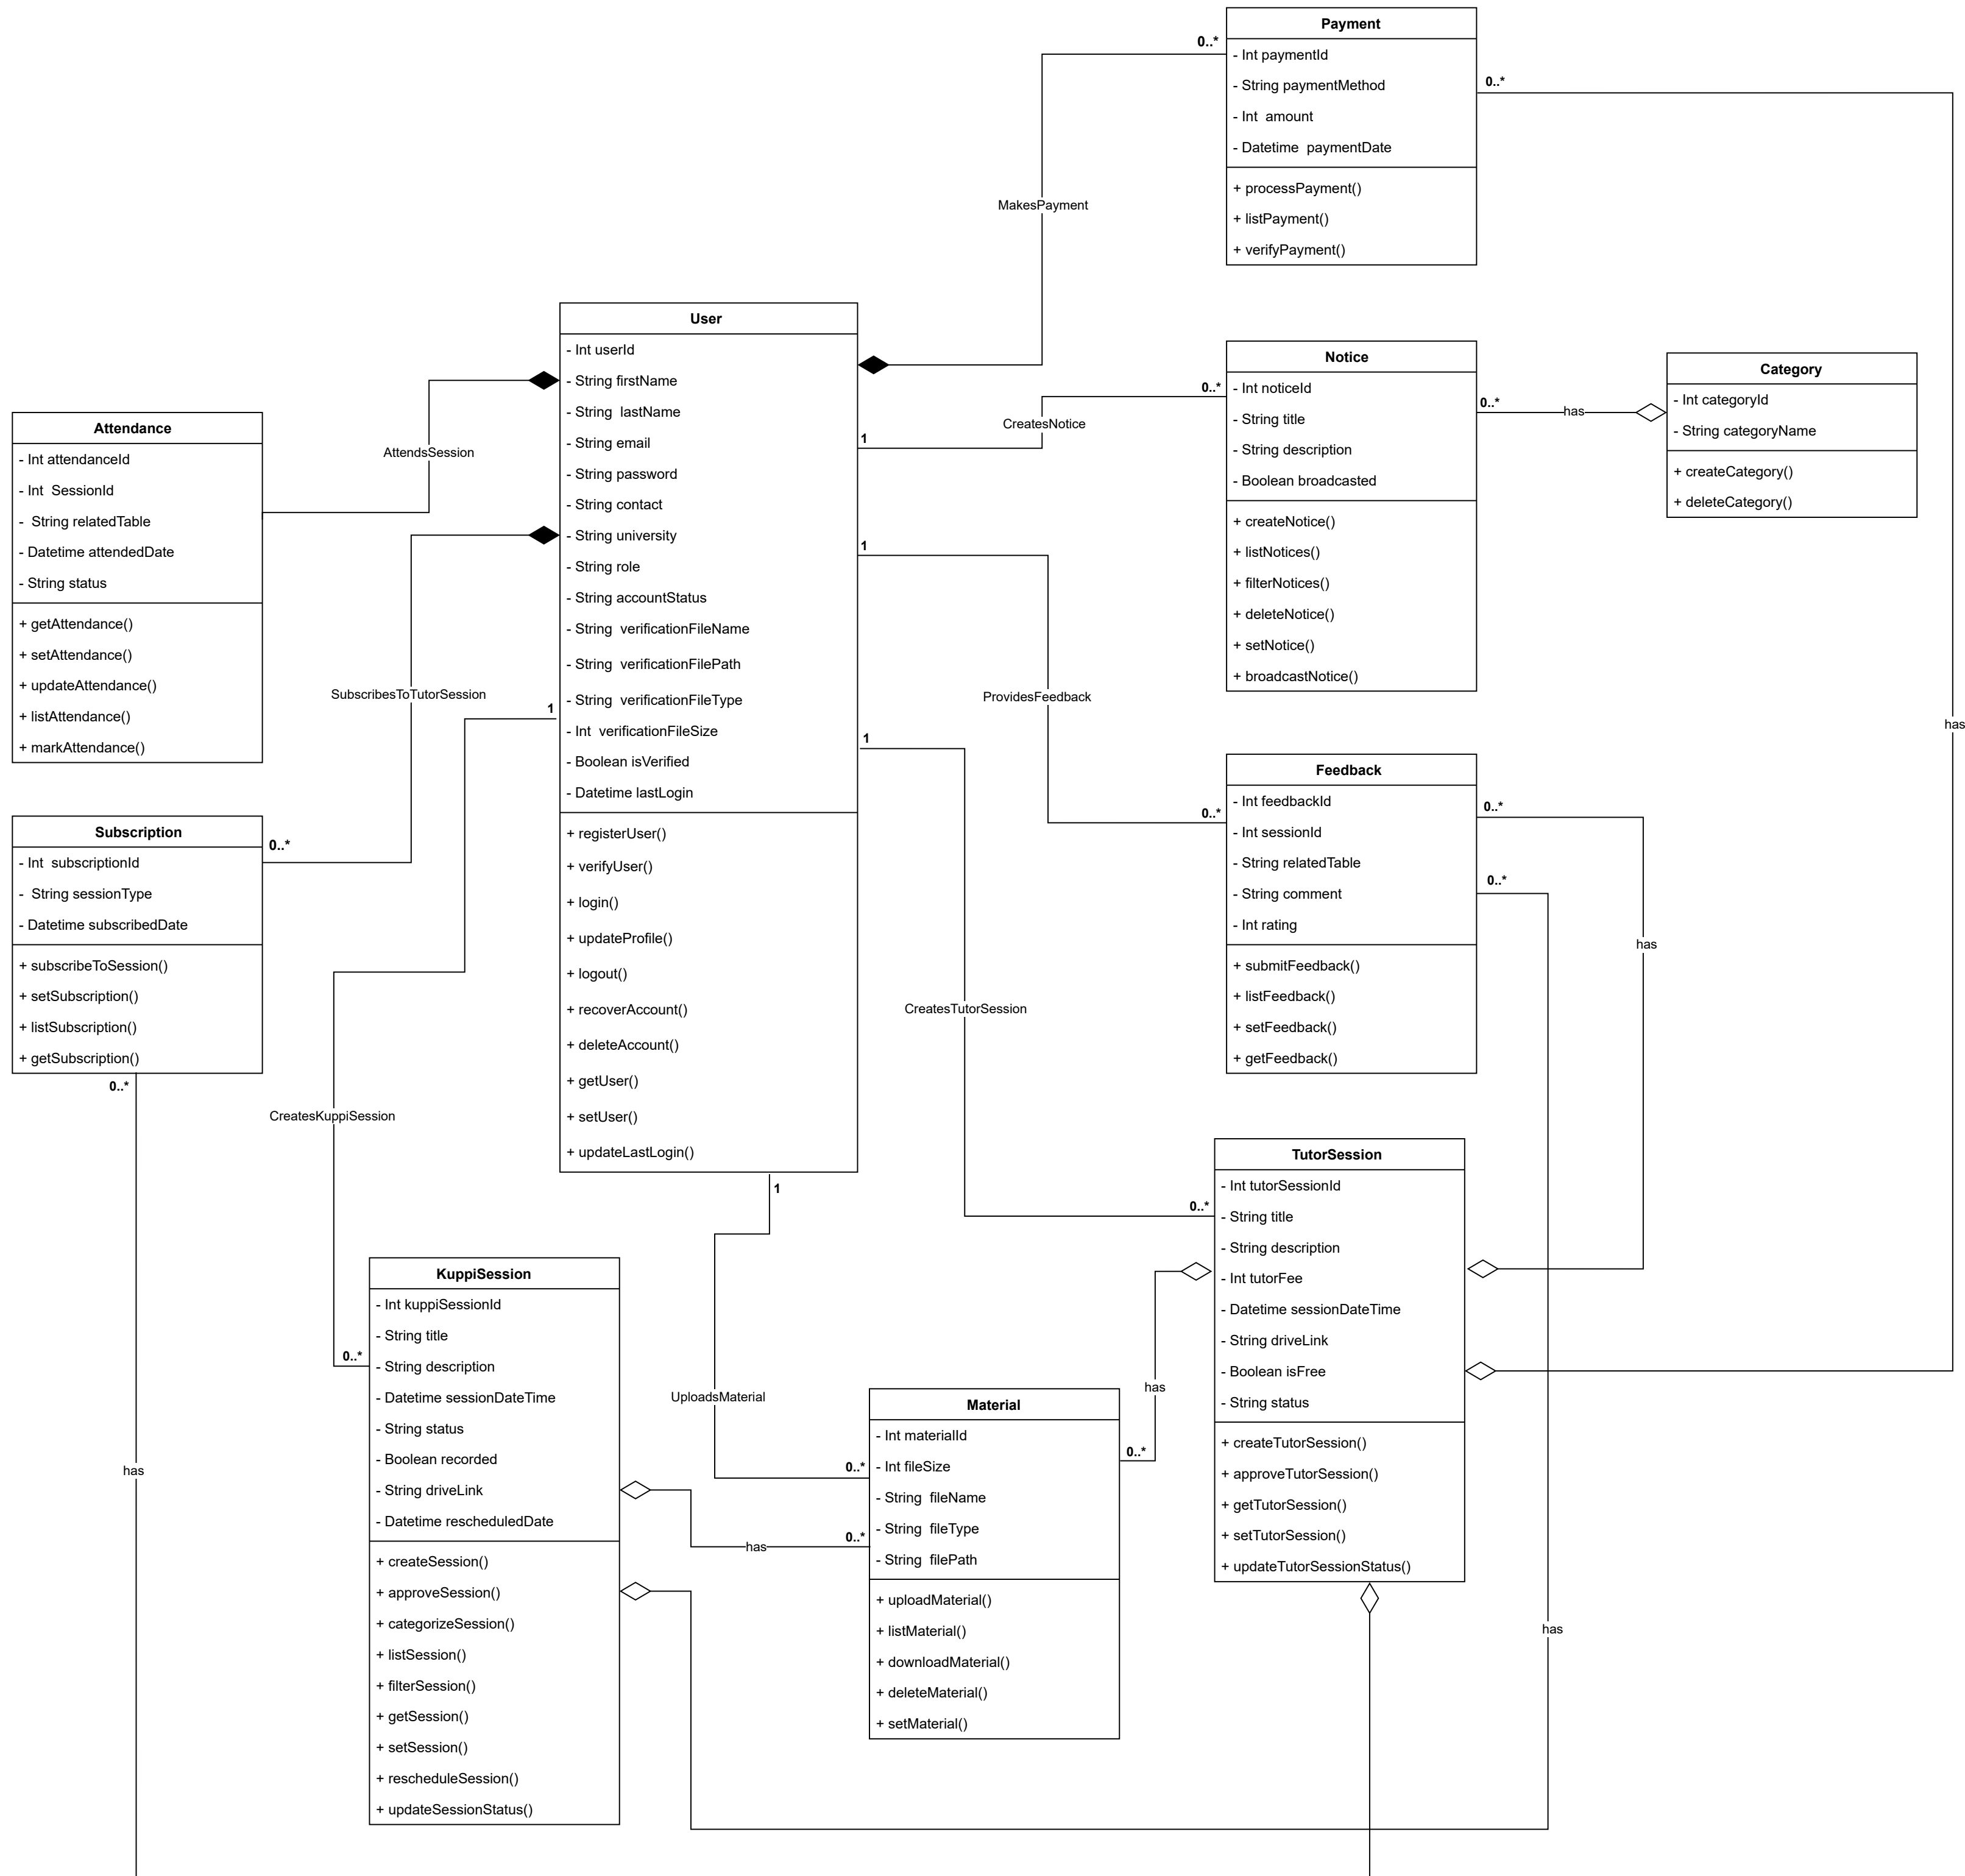 Payment
- Int paymentId
- String paymentMethod
- Int  amount
- Datetime  paymentDate
+ processPayment()
+ listPayment()
+ verifyPayment()
0..*
0..*
MakesPayment
User
- Int userId
- String firstName
- String  lastName
- String email
- String password
- String contact
- String university
- String role
- String accountStatus
- String  verificationFileName
- String  verificationFilePath
- String  verificationFileType
- Int  verificationFileSize
- Boolean isVerified
- Datetime lastLogin
+ registerUser()
+ verifyUser()
+ login()
+ updateProfile()
+ logout()
+ recoverAccount()
+ deleteAccount()
+ getUser()
+ setUser()
+ updateLastLogin()
Notice
- Int noticeId
- String title
- String description
- Boolean broadcasted
+ createNotice()
+ listNotices()
+ filterNotices()
+ deleteNotice()
+ setNotice()
+ broadcastNotice()
0..*
CreatesNotice
1
0..*
has
Category
- Int categoryId
- String categoryName
+ createCategory()
+ deleteCategory()
Attendance
- Int attendanceId
- Int  SessionId
-  String relatedTable
- Datetime attendedDate
- String status
+ getAttendance()
+ setAttendance()
+ updateAttendance()
+ listAttendance()
+ markAttendance()
AttendsSession
SubscribesToTutorSession
1
1
ProvidesFeedback
1
has
Subscription
- Int  subscriptionId
-  String sessionType
- Datetime subscribedDate
+ subscribeToSession()
+ setSubscription()
+ listSubscription()
+ getSubscription()
0..*
0..*
CreatesKuppiSession
Feedback
- Int feedbackId
- Int sessionId
- String relatedTable
- String comment
- Int rating
+ submitFeedback()
+ listFeedback()
+ setFeedback()
+ getFeedback()
0..*
0..*
0..*
has
CreatesTutorSession
0..*
TutorSession
- Int tutorSessionId
- String title
- String description
- Int tutorFee
- Datetime sessionDateTime
- String driveLink
- Boolean isFree
- String status
+ createTutorSession()
+ approveTutorSession()
+ getTutorSession()
+ setTutorSession()
+ updateTutorSessionStatus()
1
UploadsMaterial
KuppiSession
- Int kuppiSessionId
- String title
- String description
- Datetime sessionDateTime
- String status
- Boolean recorded
- String driveLink
- Datetime rescheduledDate
+ createSession()
+ approveSession()
+ categorizeSession()
+ listSession()
+ filterSession()
+ getSession()
+ setSession()
+ rescheduleSession()
+ updateSessionStatus()
0..*
has
Material
- Int materialId
- Int fileSize
- String  fileName
- String  fileType
- String  filePath
+ uploadMaterial()
+ listMaterial()
+ downloadMaterial()
+ deleteMaterial()
+ setMaterial()
0..*
0..*
0..*
has
has
has